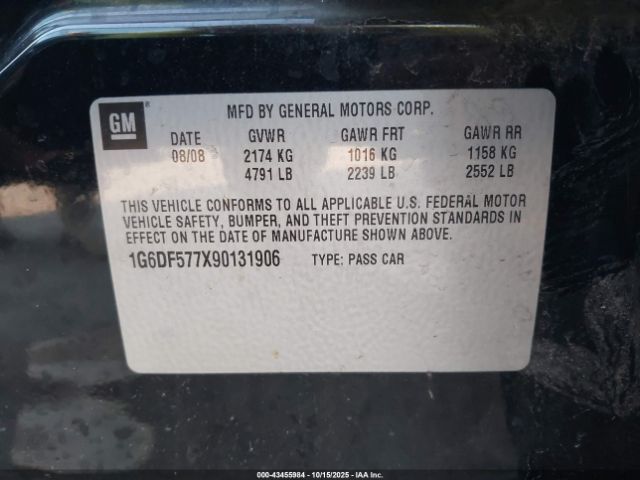 GM
MFD BY GENERAL MOTORS CORP.
DATE GVWR GAWR FRT GAWR RR
08/08 2174 KG 1016 KG 1158 KG
4791 LB 2239 LB 2552 LB
THIS VEHICLE CONFORMS TO ALL APPLICABLE U.S. FEDERAL MOTOR
VEHICLE SAFETY, BUMPER, AND THEFT PREVENTION STANDARDS IN
EFFECT ON THE DATE OF MANUFACTURE SHOWN ABOVE.
1G6DF577X90131906 TYPE: PASS CAR
000-43455984 - 10/15/2025 - IAAI.COM